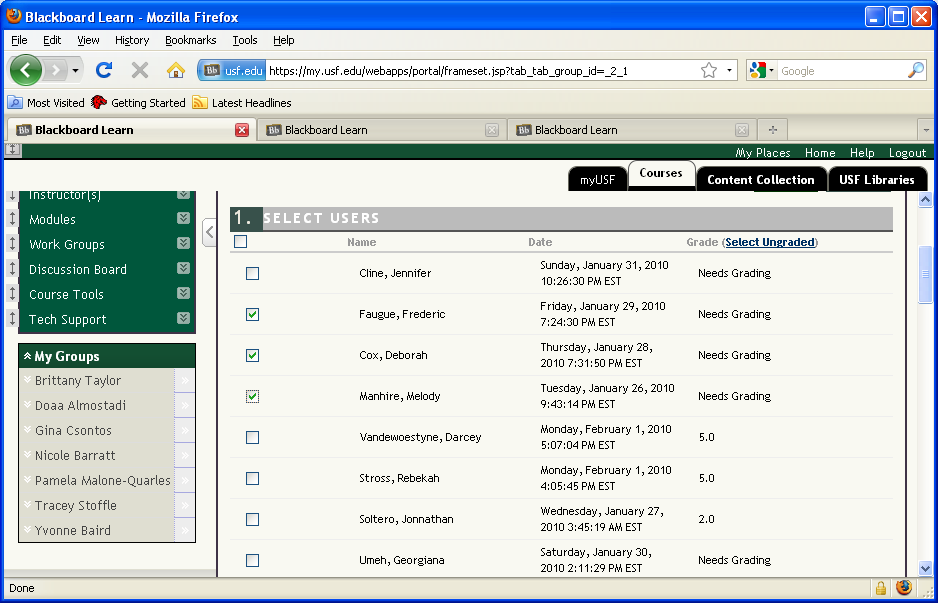 Blackboard Learn - Mozilla Firefox
File Edit View History Bookmarks Tools Help
Bb usf.edu https://my.usf.edu/webapps/portal/frameset.jsp?tab_tab_group_id=_2_1 Google
Most Visited Getting Started Latest Headlines
Bb Blackboard Learn Bb Blackboard Learn Bb Blackboard Learn
My Places Home Help Logout
myUSF Courses Content Collection USF Libraries
Instructor(s)
Modules
Work Groups
Discussion Board
Course Tools
Tech Support
My Groups
Brittany Taylor
Doaa Almostadi
Gina Csontos
Nicole Barratt
Pamela Malone-Quarles
Tracey Stoffle
Yvonne Baird
1. SELECT USERS
Name Date Grade (Select Ungraded)
Cline, Jennifer Sunday, January 31, 2010 Needs Grading
10:26:30 PM EST
Faugue, Frederic Friday, January 29, 2010 Needs Grading
7:24:30 PM EST
Cox, Deborah Thursday, January 28, Needs Grading
2010 7:31:50 PM EST
Manhire, Melody Tuesday, January 26, 2010 Needs Grading
9:43:14 PM EST
Vandewoestyne, Darcey Monday, February 1, 2010 5.0
5:07:04 PM EST
Stross, Rebekah Monday, February 1, 2010 5.0
4:05:45 PM EST
Soltero, Jonnathan Wednesday, January 27, 2.0
2010 3:45:19 AM EST
Umeh, Georgiana Saturday, January 30, Needs Grading
2010 2:11:29 PM EST
Done